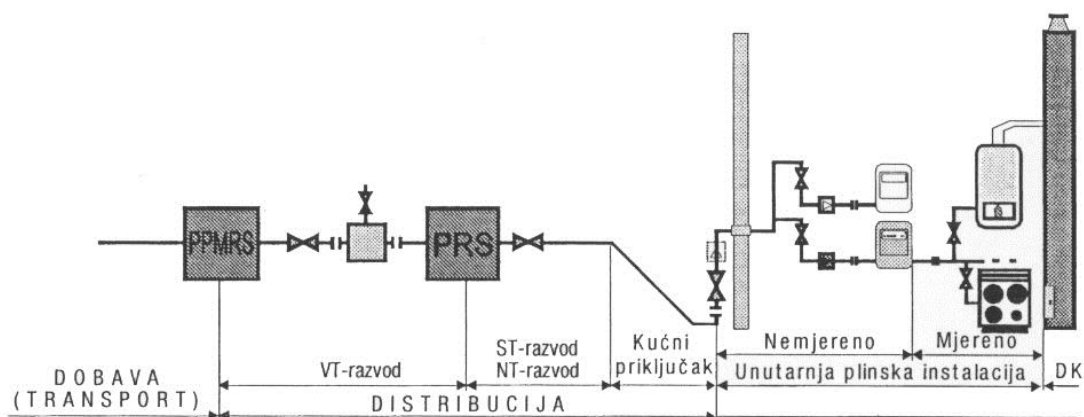 PPMRS
PRS
Kućni
priključak
Nemjereno
Mjereno
ST-razvod
NT-razvod
VT-razvod
Unutarnja plinska instalacija
DK
DOBAVA
(TRANSPORT)
DISTRIBUCIJA